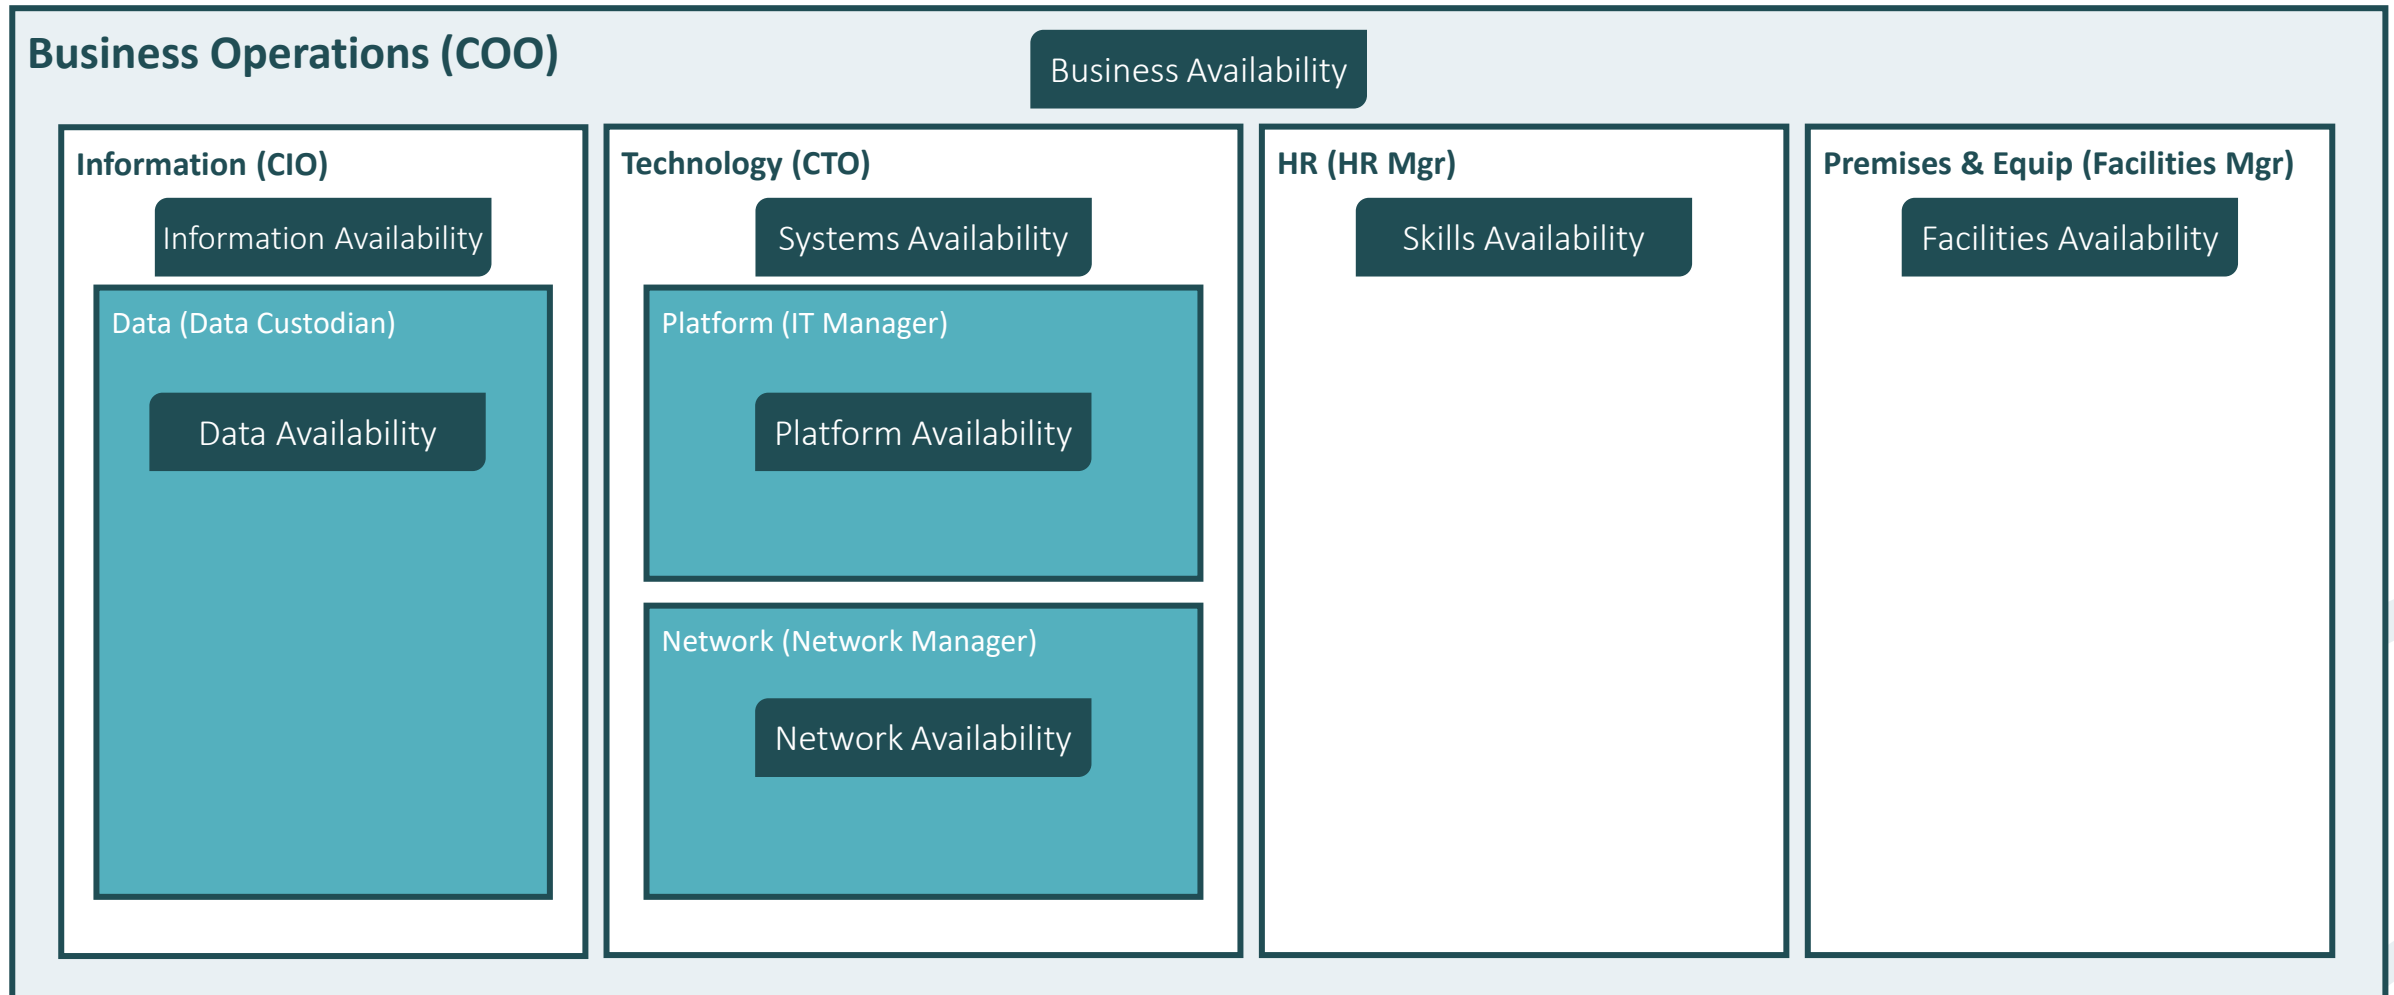 Business Operations (COO)
Business Availability
Information (CIO)
Information Availability
Data (Data Custodian)
Data Availability
Technology (CTO)
Systems Availability
Platform (IT Manager)
Platform Availability
Network (Network Manager)
Network Availability
HR (HR Mgr)
Skills Availability
Premises & Equip (Facilities Mgr)
Facilities Availability